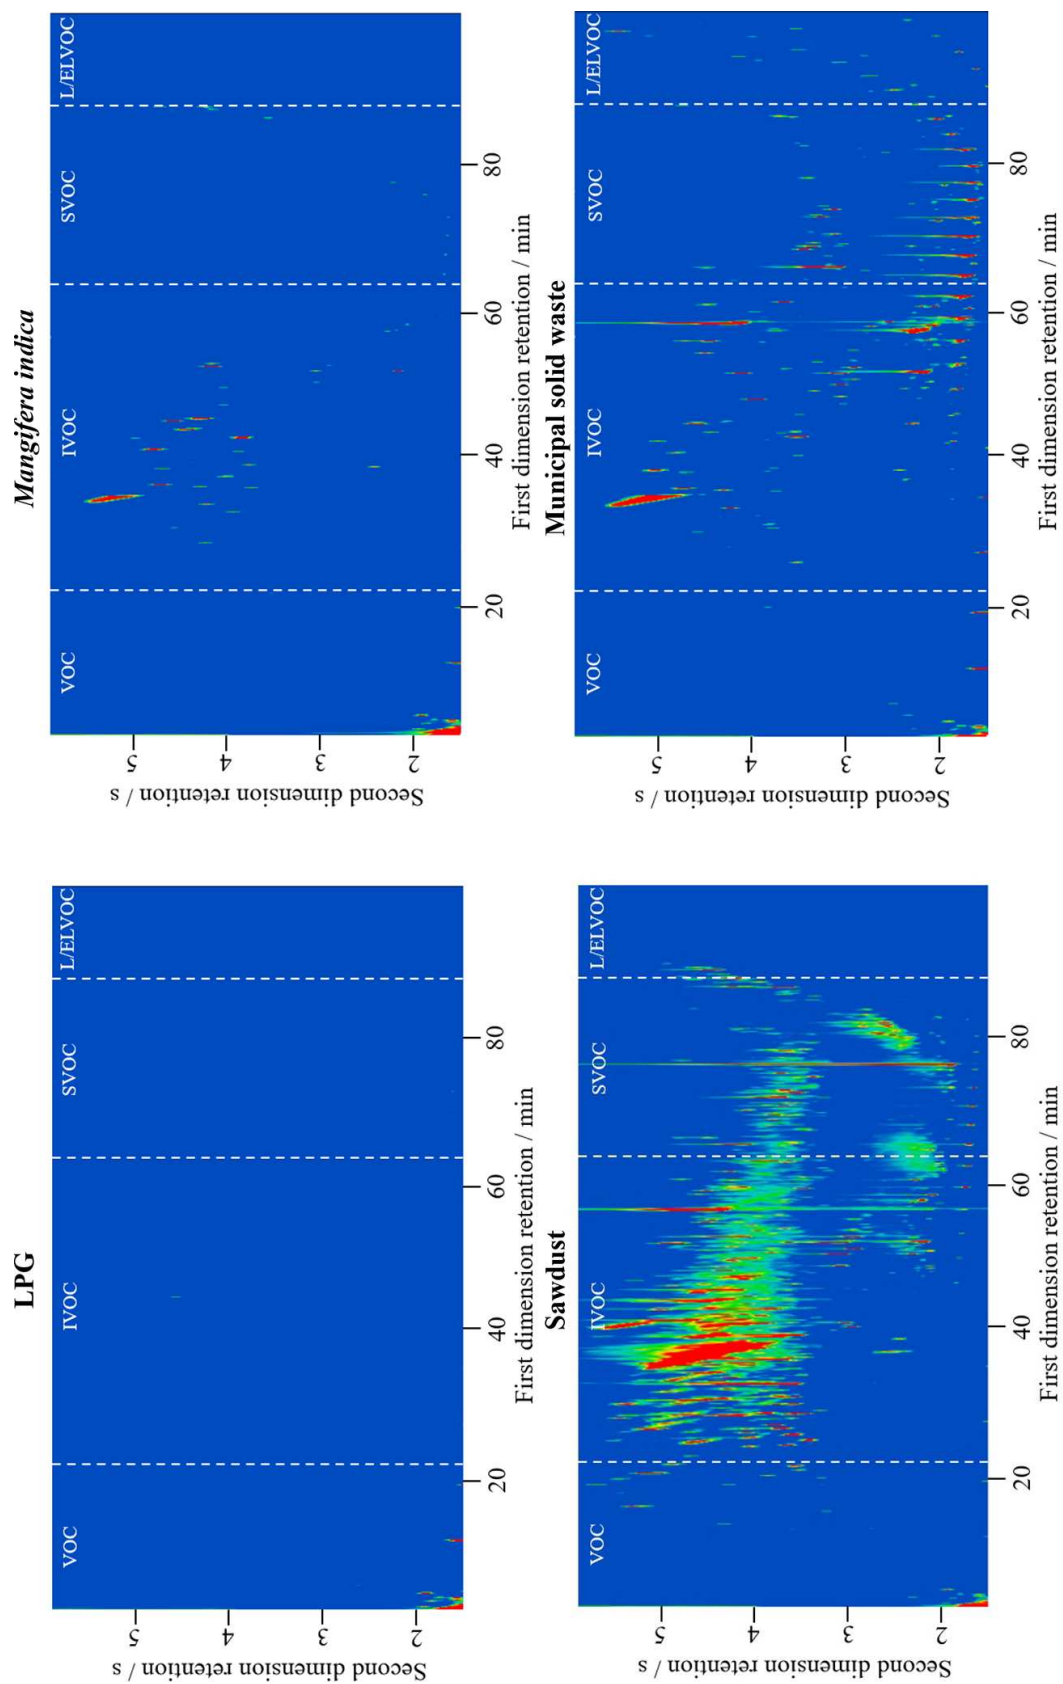 LPG
VOC
IVOC
SVOC
L/ELVOC
5
4
3
2
Second dimension retention / s
20
40
60
80
First dimension retention / min
Mangifera indica
VOC
IVOC
SVOC
L/ELVOC
5
4
3
2
Second dimension retention / s
20
40
60
80
First dimension retention / min
Sawdust
VOC
IVOC
SVOC
L/ELVOC
5
4
3
2
Second dimension retention / s
20
40
60
80
First dimension retention / min
Municipal solid waste
VOC
IVOC
SVOC
L/ELVOC
5
4
3
2
Second dimension retention / s
20
40
60
80
First dimension retention / min